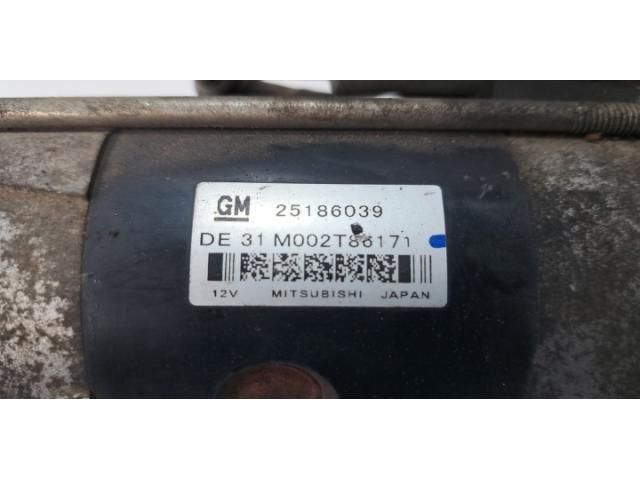 GM 25186039
DE 31 M002T86171
12V MITSUBISHI JAPAN